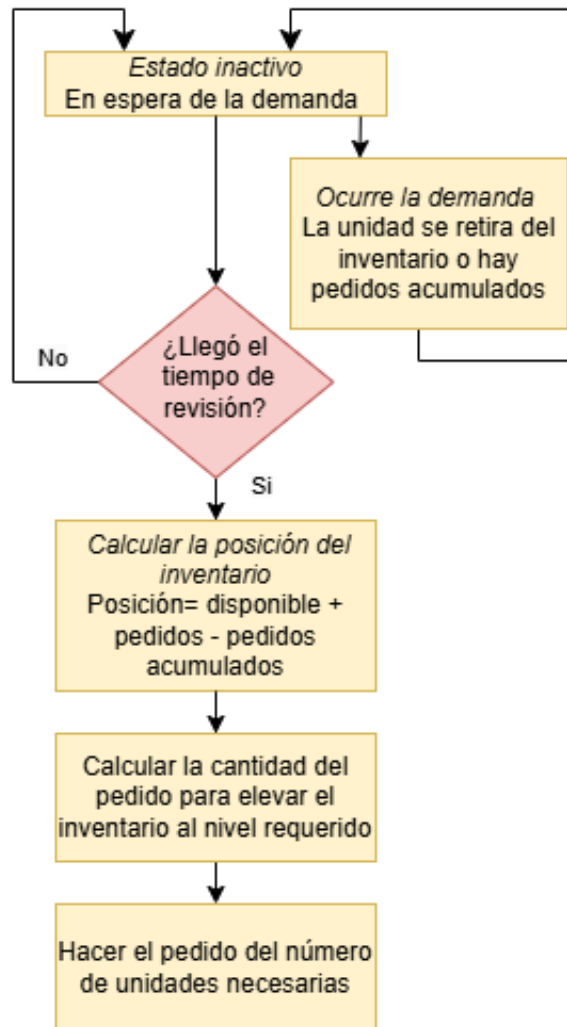 Estado inactivo
En espera de la demanda
Ocurre la demanda
La unidad se retira del
inventario o hay
pedidos acumulados
¿Llegó el
tiempo de
revisión?
No
Si
Calcular la posición del
inventario
Posición= disponible +
pedidos - pedidos
acumulados
Calcular la cantidad del
pedido para elevar el
inventario al nivel requerido
Hacer el pedido del número
de unidades necesarias